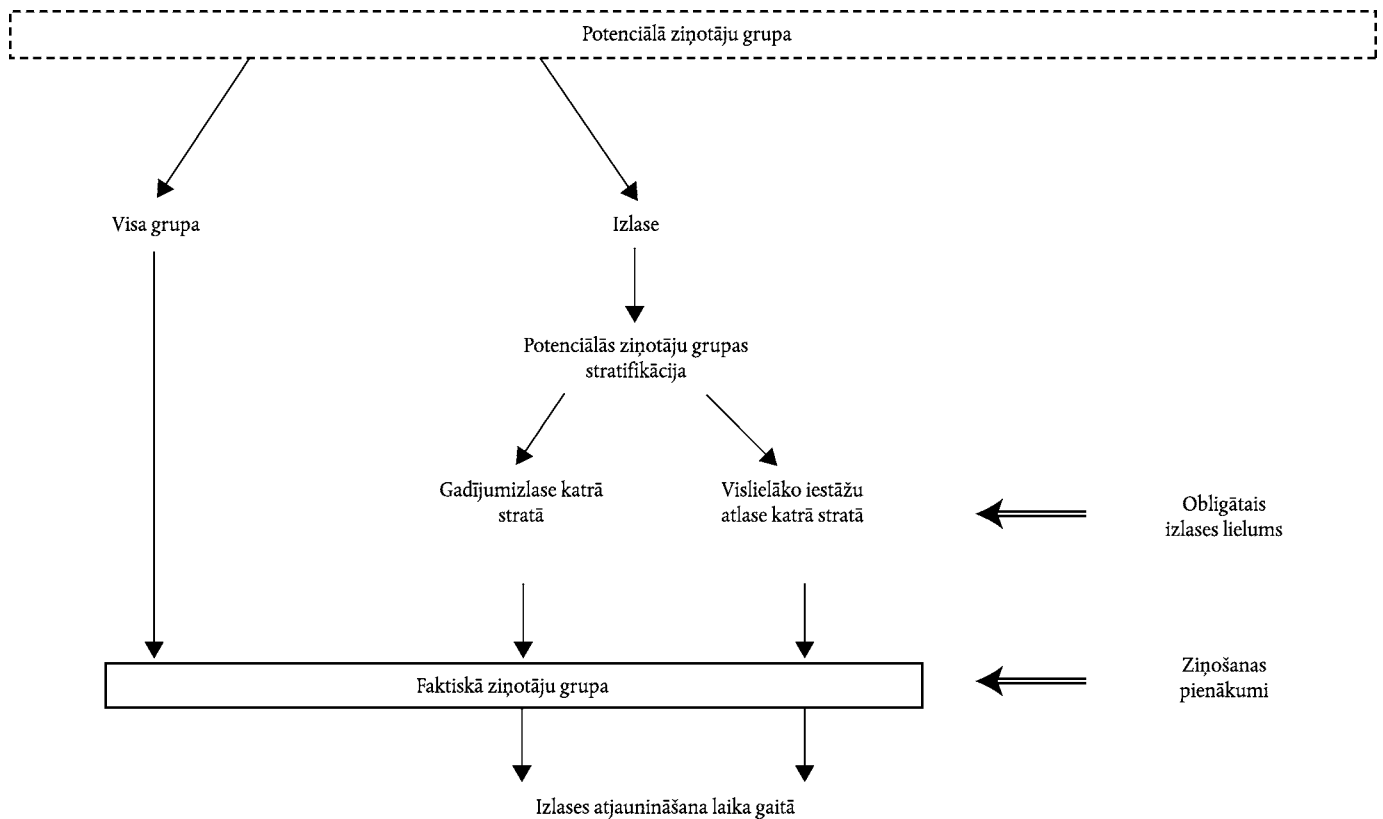 Potenciālā ziņotāju grupa
Visa grupa
Izlase
Potenciālās ziņotāju grupas
stratifikācija
Gadījumizlase katrā
stratā
Vislielāko iestāžu
atlase katrā stratā
Obligātais
izlases lielums
Faktiskā ziņotāju grupa
Ziņošanas
pienākumi
Izlases atjaunināšana laika gaitā